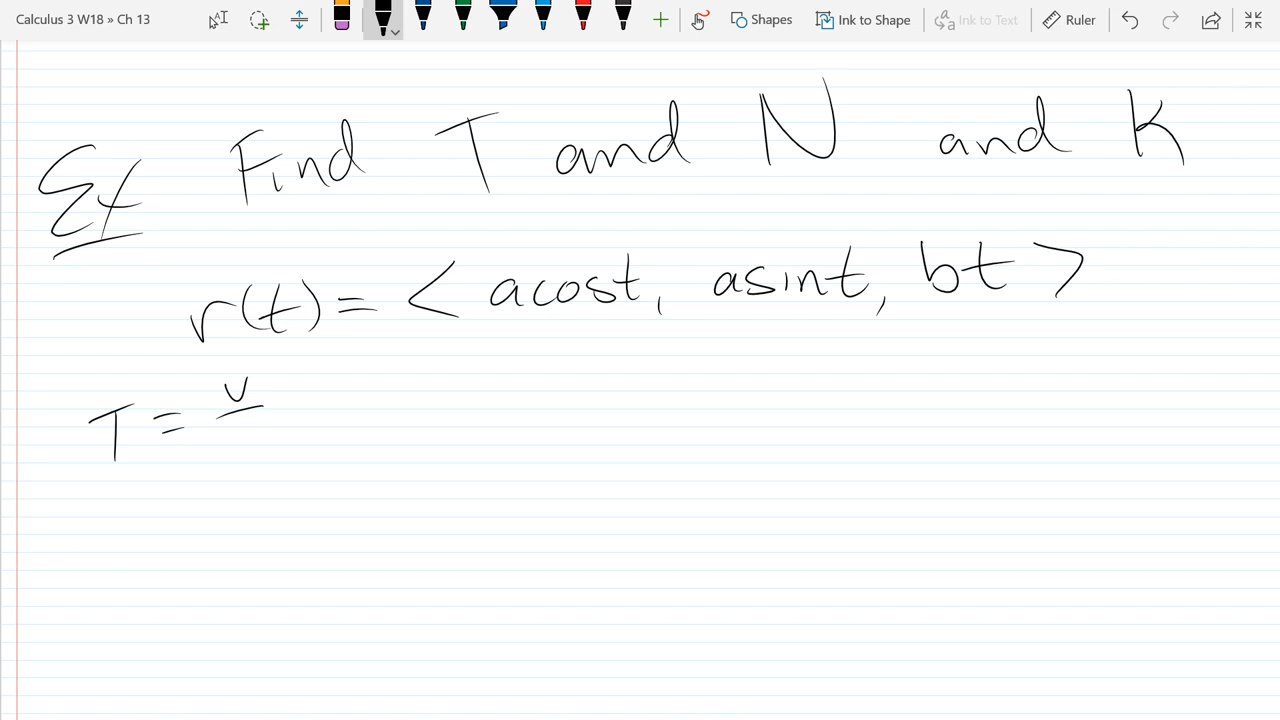 Calculus 3 W18 » Ch 13
Shapes
Ink to Shape
Ink to Text
Ruler
Ex Find T and N and K
r(t) = < acost, asint, bt >
T = v